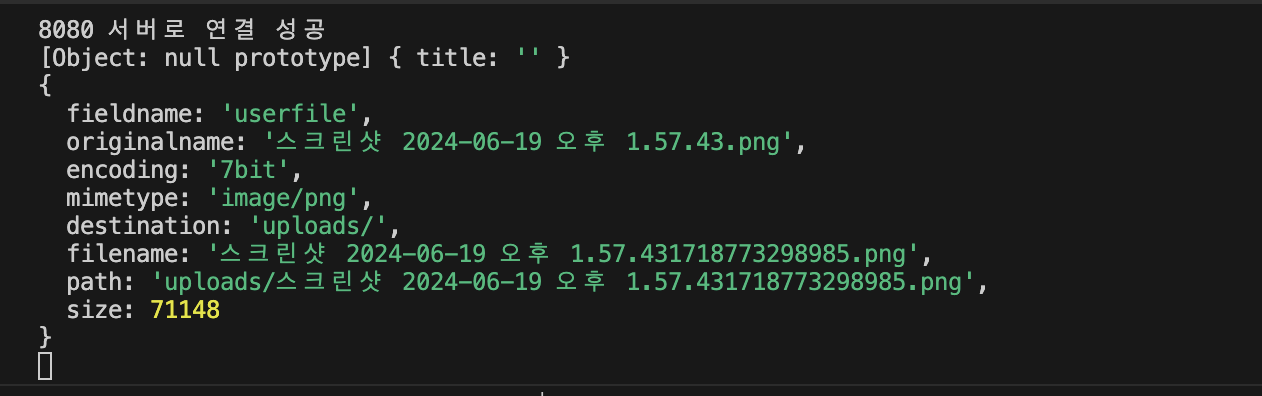 8080 서버로 연결 성공
[Object: null prototype] { title: '' }
{
  fieldname: 'userfile',
  originalname: '스크린샷 2024-06-19 오후 1.57.43.png',
  encoding: '7bit',
  mimetype: 'image/png',
  destination: 'uploads/',
  filename: '스크린샷 2024-06-19 오후 1.57.431718773298985.png',
  path: 'uploads/스크린샷 2024-06-19 오후 1.57.431718773298985.png',
  size: 71148
}